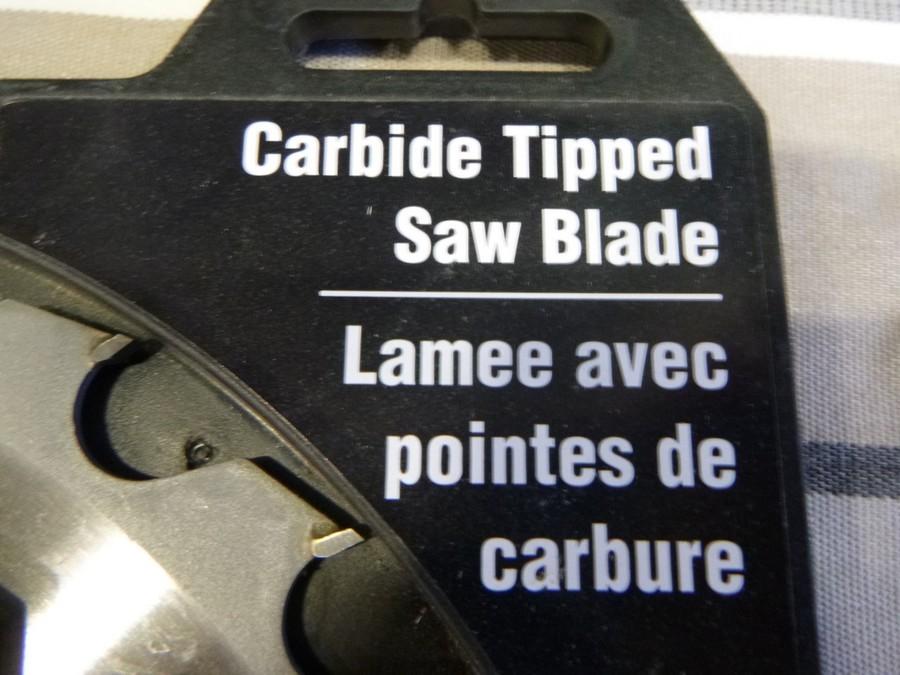 Carbide Tipped
Saw Blade
Lamee avec
pointes de
carbure